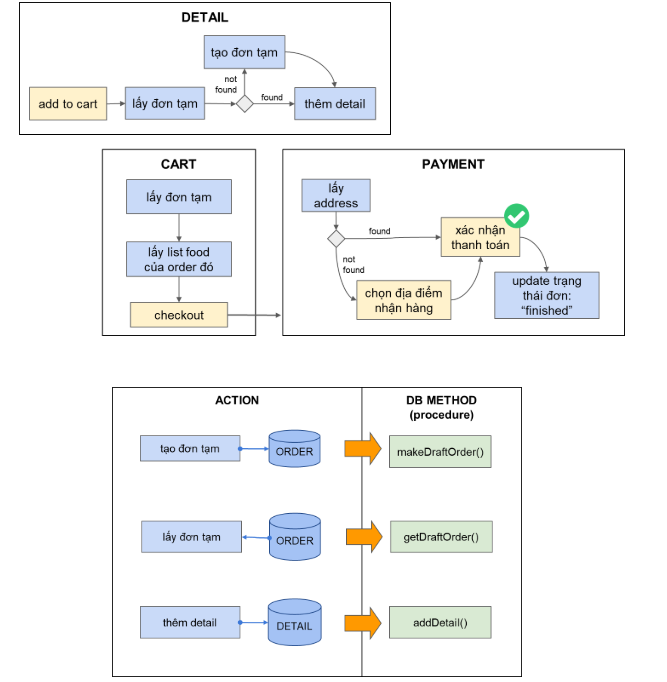 DETAIL
tạo đơn tạm
not
found
found
add to cart
lấy đơn tạm
thêm detail
CART
lấy đơn tạm
lấy list food
của order đó
checkout
PAYMENT
lấy
address
found
not
found
xác nhận
thanh toán
chọn địa điểm
nhận hàng
update trạng
thái đơn:
“finished”
ACTION
DB METHOD
(procedure)
tạo đơn tạm
ORDER
makeDraftOrder()
lấy đơn tạm
ORDER
getDraftOrder()
thêm detail
DETAIL
addDetail()